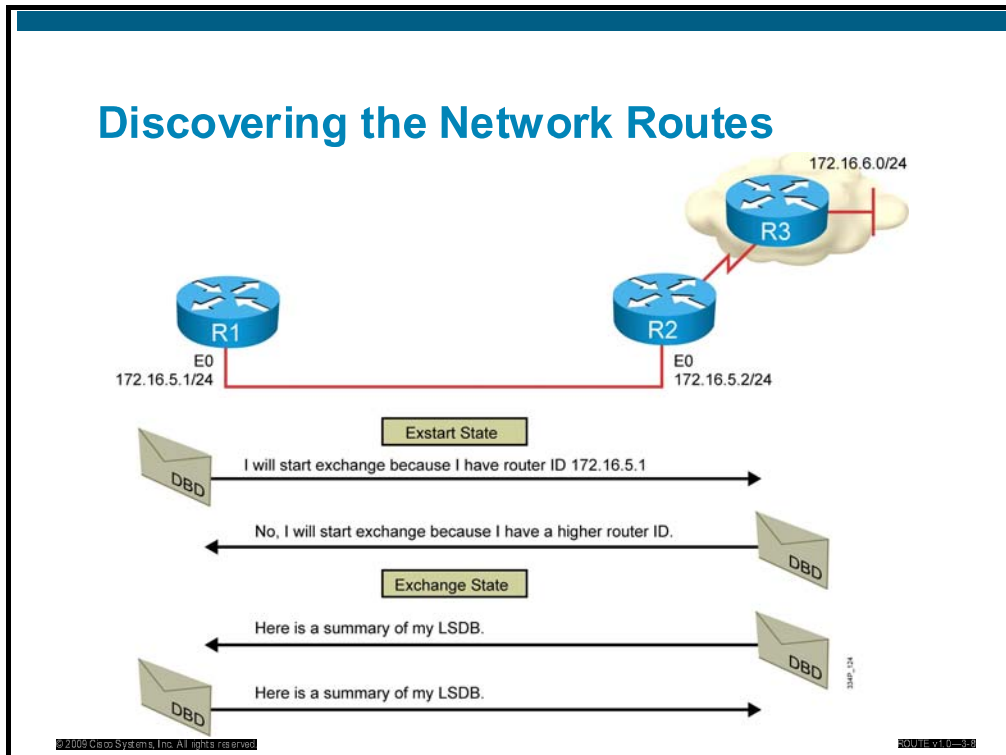 Discovering the Network Routes
172.16.6.0/24
R3
R1
R2
E0
172.16.5.1/24
E0
172.16.5.2/24
Exstart State
DBD
I will start exchange because I have router ID 172.16.5.1
No, I will start exchange because I have a higher router ID.
DBD
Exchange State
Here is a summary of my LSDB.
DBD
334P_124
Here is a summary of my LSDB.
DBD
© 2009 Cisco Systems, Inc. All rights reserved.
ROUTE v1.0—3-8